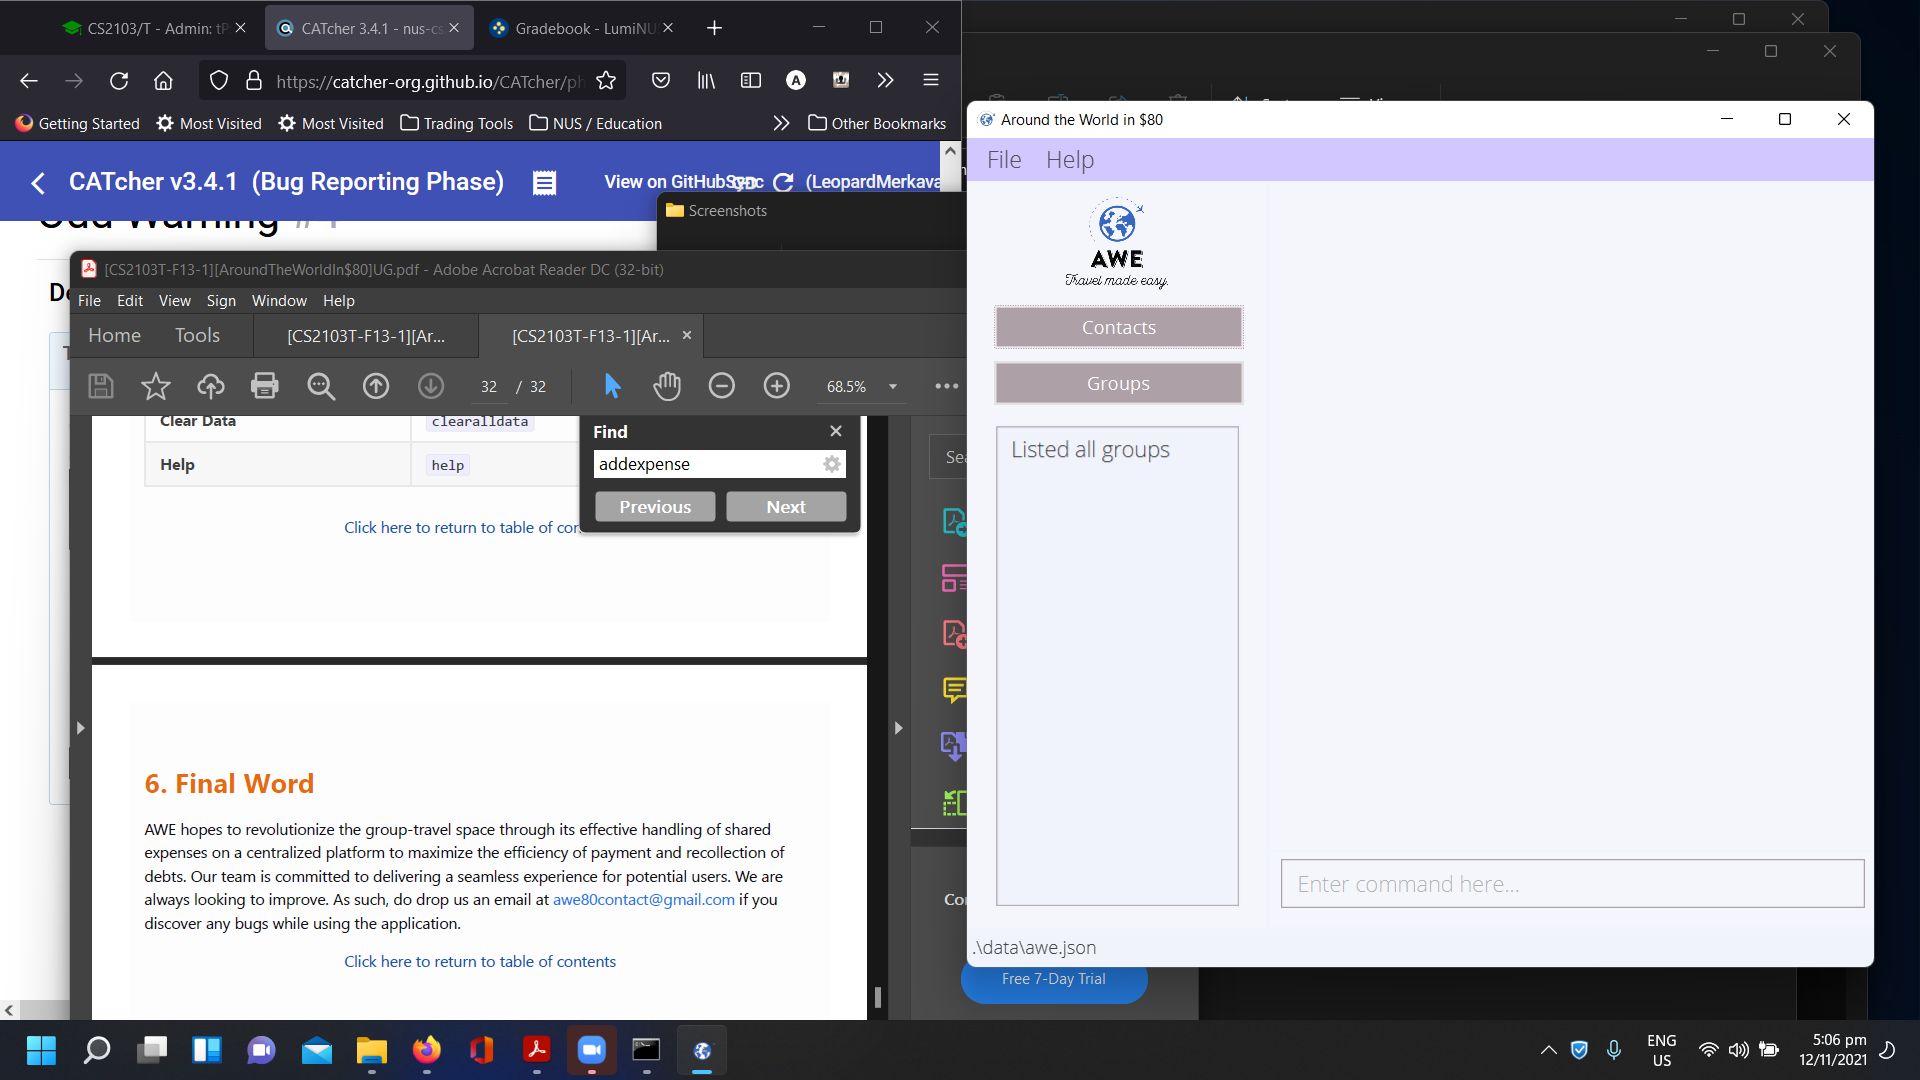 CS2103/T - Admin: tP
CATcher 3.4.1 - nus-cs
Gradebook - LumiNU
https://catcher-org.github.io/CATcher/ph
Getting Started
Most Visited
Most Visited
Trading Tools
NUS / Education
Other Bookmarks
CATcher v3.4.1 (Bug Reporting Phase)
View on GitHub
Sync
(LeopardMerkava
Odd Warning #1
Screenshots
[CS2103T-F13-1][AroundTheWorldIn$80]UG.pdf - Adobe Acrobat Reader DC (32-bit)
File Edit View Sign Window Help
Home Tools [CS2103T-F13-1][Ar... [CS2103T-F13-1][Ar...
32 / 32 68.5%
Clear Data clearalldata
Help help
Find
addexpense
Previous Next
Click here to return to table of con
6. Final Word
AWE hopes to revolutionize the group-travel space through its effective handling of shared
expenses on a centralized platform to maximize the efficiency of payment and recollection of
debts. Our team is committed to delivering a seamless experience for potential users. We are
always looking to improve. As such, do drop us an email at awe80contact@gmail.com if you
discover any bugs while using the application.
Click here to return to table of contents
Sea
Free 7-Day Trial
Around the World in $80
File Help
AWE
Travel made easy.
Contacts
Groups
Listed all groups
Enter command here...
.\data\awe.json
ENG
US
5:06 pm
12/11/2021